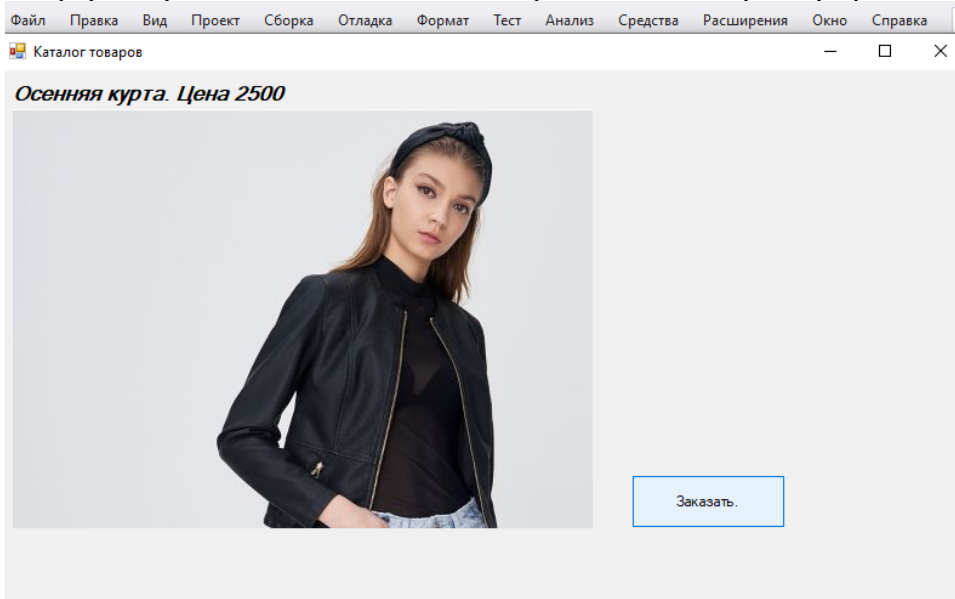 Файл Правка Вид Проект Сборка Отладка Формат Тест Анализ Средства Расширения Окно Справка
Каталог товаров
Осенняя курта. Цена 2500
Заказать.